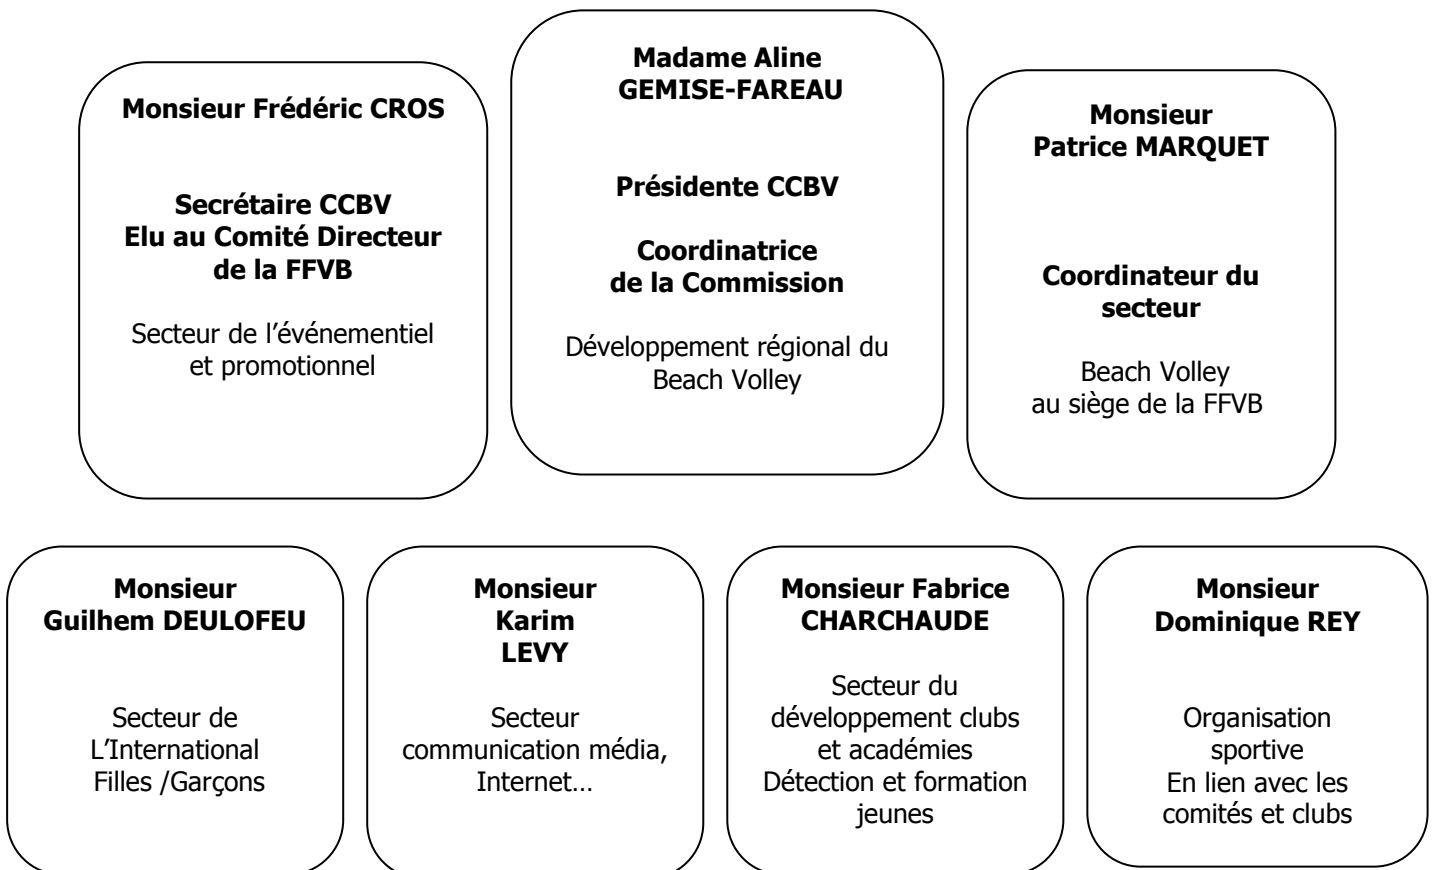 Monsieur Frédéric CROS
Secrétaire CCBV
Elu au Comité Directeur
de la FFVB
Secteur de l’événementiel
et promotionnel
Madame Aline
GEMISE-FAREAU
Présidente CCBV
Coordinatrice
de la Commission
Développement régional du
Beach Volley
Monsieur
Patrice MARQUET
Coordinateur du
secteur
Beach Volley
au siège de la FFVB
Monsieur
Guilhem DEULOFEU
Secteur de
L’International
Filles /Garçons
Monsieur
Karim
LEVY
Secteur
communication média,
Internet…
Monsieur Fabrice
CHARCHAUDE
Secteur du
développement clubs
et académies
Détection et formation
jeunes
Monsieur
Dominique REY
Organisation
sportive
En lien avec les
comités et clubs